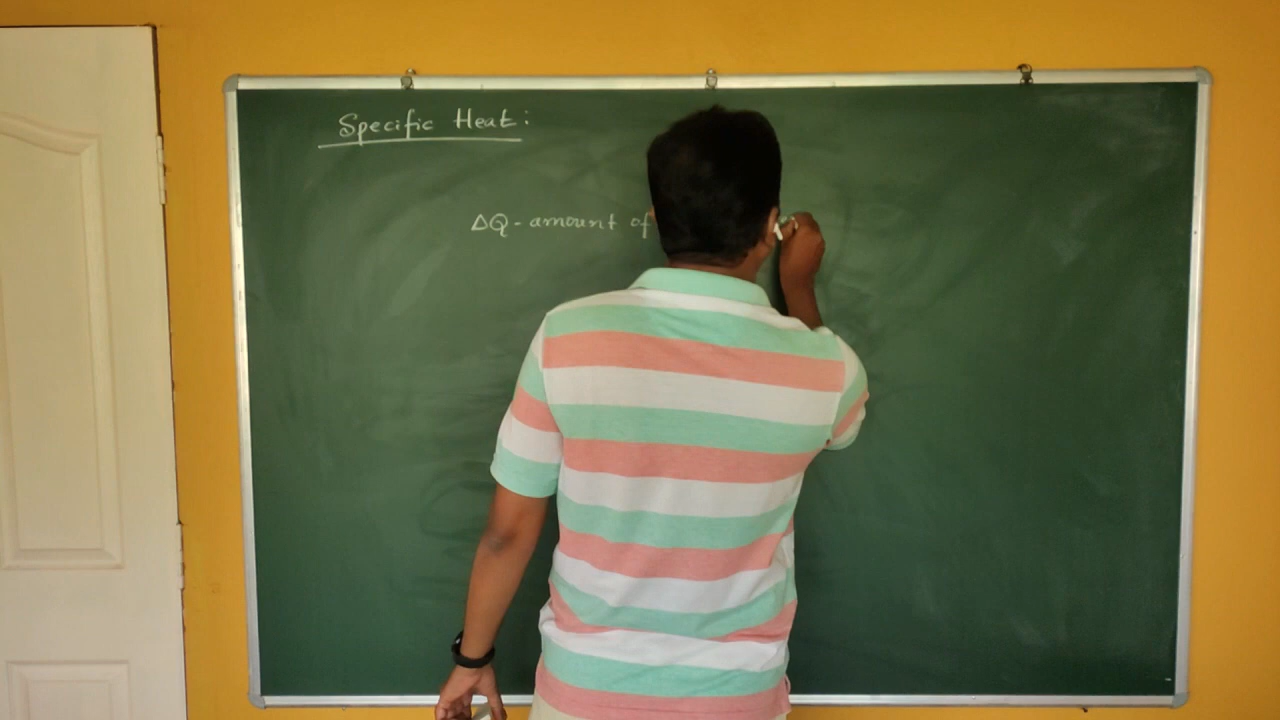 Specific Heat:
ΔQ - amount of